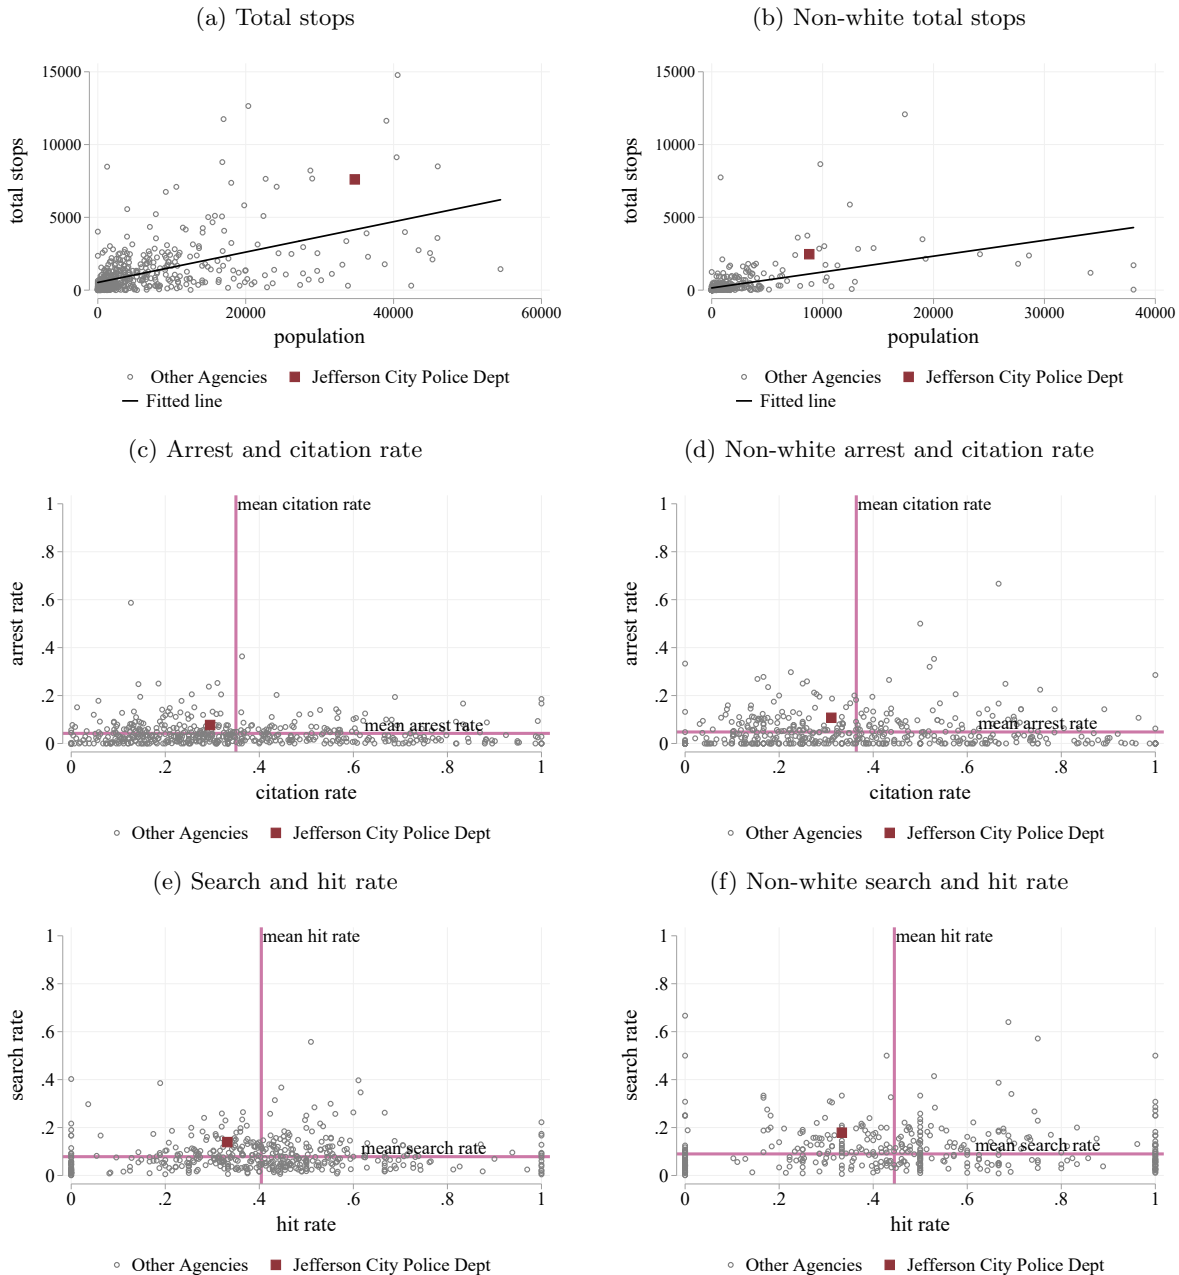 (a) Total stops
(b) Non-white total stops
15000
10000
5000
0
total stops
0 20000 40000 60000
population
Other Agencies Jefferson City Police Dept
Fitted line
15000
10000
5000
0
total stops
0 10000 20000 30000 40000
population
Other Agencies Jefferson City Police Dept
Fitted line
(c) Arrest and citation rate
(d) Non-white arrest and citation rate
1
.8
.6
.4
.2
0
arrest rate
mean citation rate
mean arrest rate
0 .2 .4 .6 .8 1
citation rate
Other Agencies Jefferson City Police Dept
1
.8
.6
.4
.2
0
arrest rate
mean citation rate
mean arrest rate
0 .2 .4 .6 .8 1
citation rate
Other Agencies Jefferson City Police Dept
(e) Search and hit rate
(f) Non-white search and hit rate
1
.8
.6
.4
.2
0
search rate
mean hit rate
mean search rate
0 .2 .4 .6 .8 1
hit rate
Other Agencies Jefferson City Police Dept
1
.8
.6
.4
.2
0
search rate
mean hit rate
mean search rate
0 .2 .4 .6 .8 1
hit rate
Other Agencies Jefferson City Police Dept